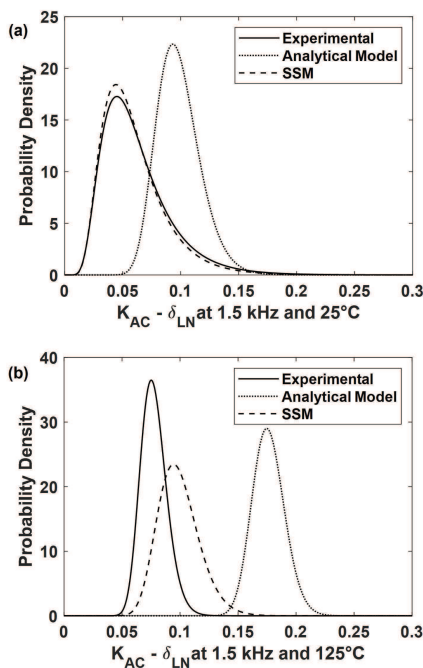 (a)
25
20
15
10
5
0
Probability Density
Experimental
Analytical Model
SSM
0 0.05 0.1 0.15 0.2 0.25 0.3
K_AC - δ_LN at 1.5 kHz and 25°C
(b)
40
30
20
10
0
Probability Density
Experimental
Analytical Model
SSM
0 0.05 0.1 0.15 0.2 0.25 0.3
K_AC - δ_LN at 1.5 kHz and 125°C